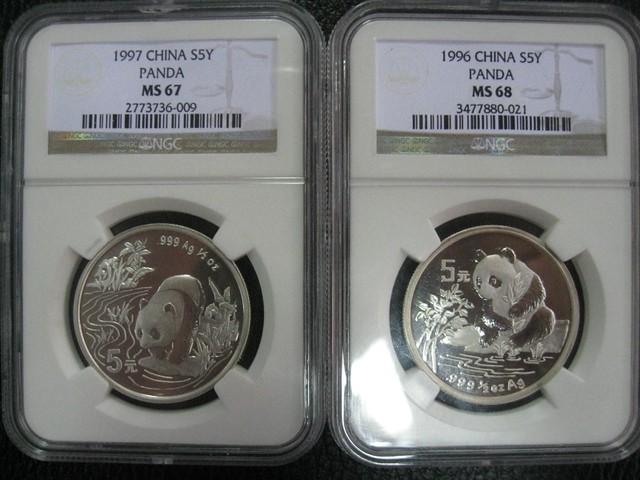 1997 CHINA S5Y
PANDA
MS 67
2773736-009
NGC
.999 Ag ½ oz
5元
1996 CHINA S5Y
PANDA
MS 68
3477880-021
NGC
5元
.999 ½ oz Ag